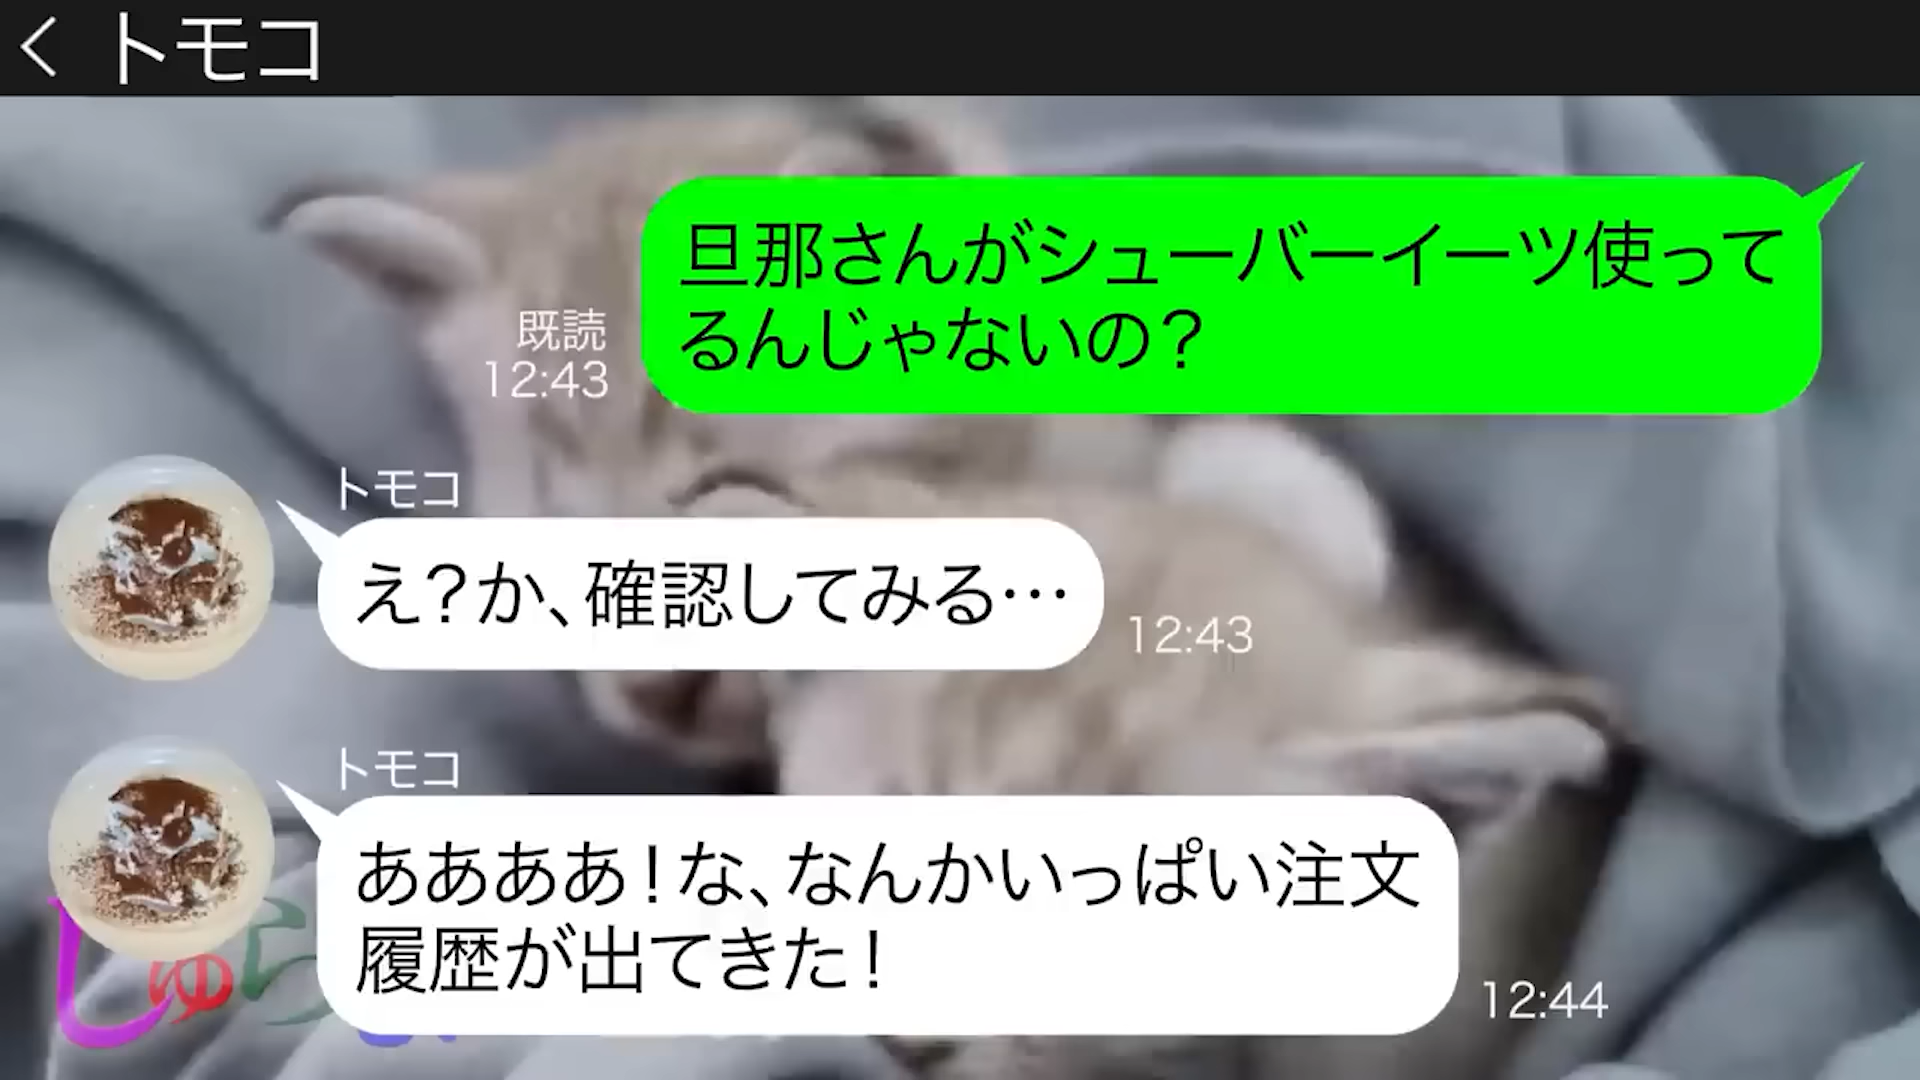 トモコ
旦那さんがシューバーイーツ使って
るんじゃないの？
既読
12:43
トモコ
え？か、確認してみる…
12:43
トモコ
ああああ！な、なんかいっぱい注文
履歴が出てきた！
12:44
しゅら